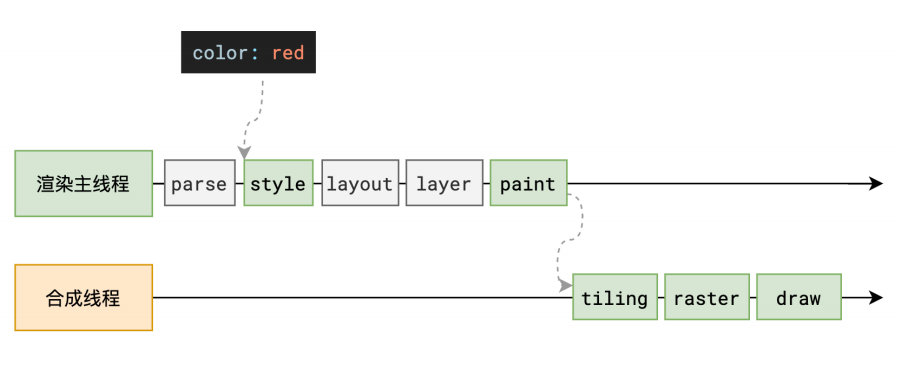 color: red
渲染主线程 parse style layout layer paint
合成线程 tiling raster draw